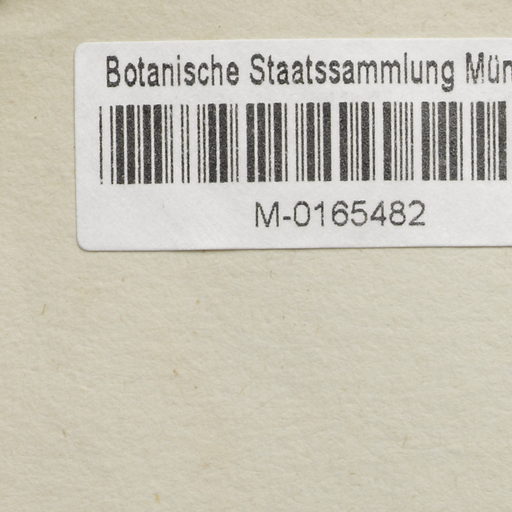 Botanische Staatssammlung Mün
M-0165482